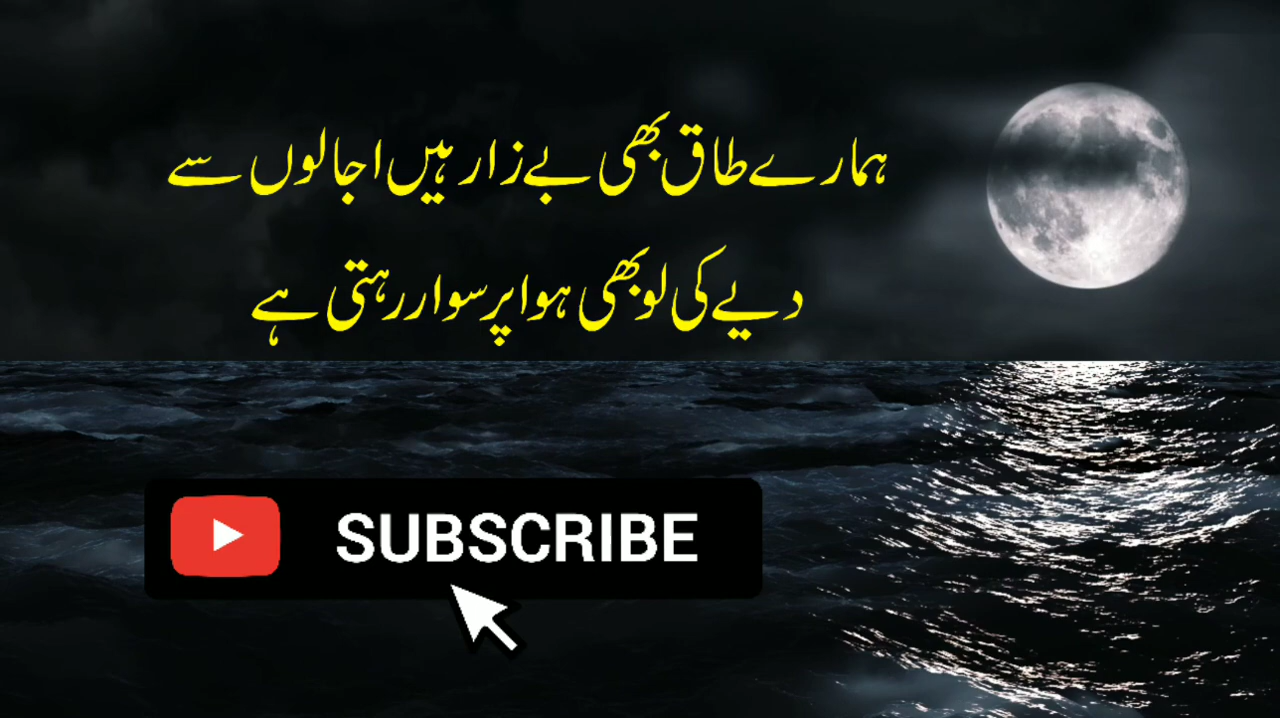 ہمارے طاق بھی بے زار ہیں اجالوں سے
دیے کی لو بھی ہوا پر سوار رہتی ہے
SUBSCRIBE